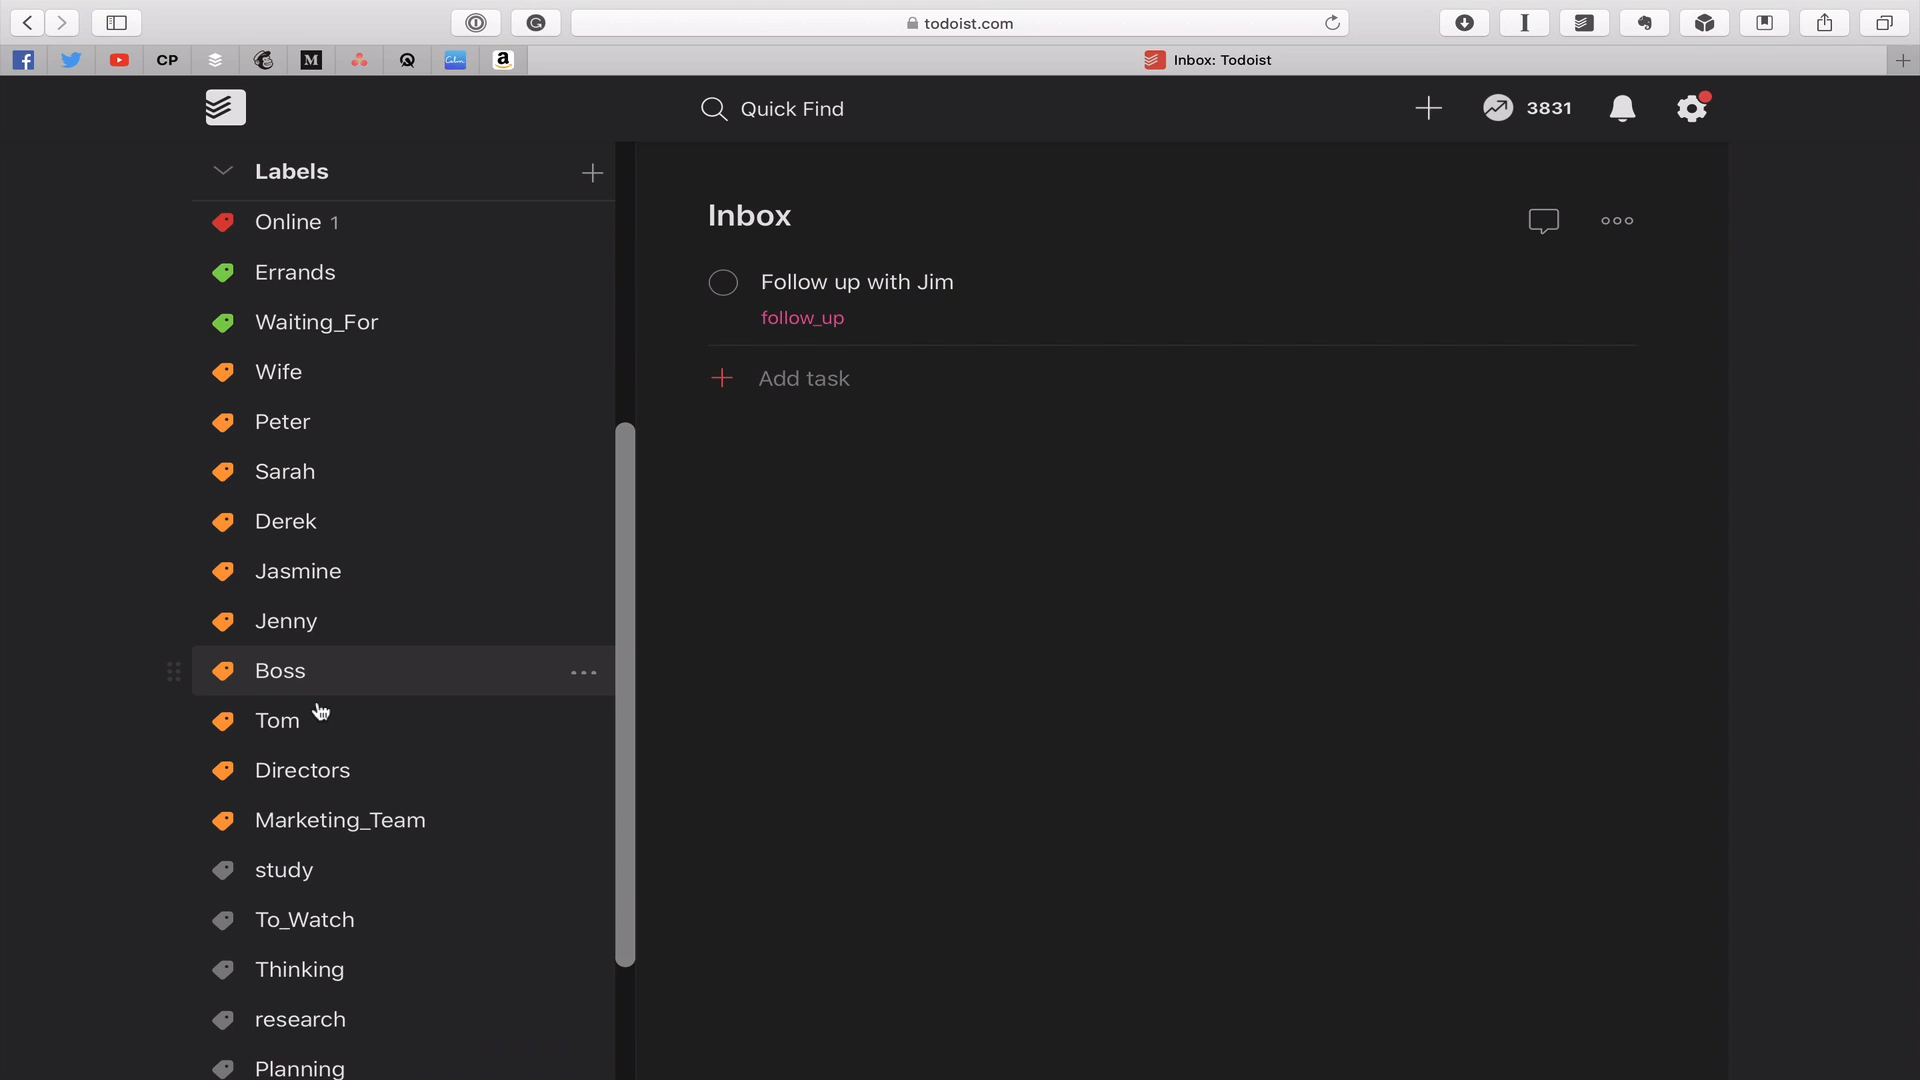 todoist.com
CP
M
a
Inbox: Todoist
Quick Find
3831
Labels
Online 1
Errands
Waiting_For
Wife
Peter
Sarah
Derek
Jasmine
Jenny
Boss
Tom
Directors
Marketing_Team
study
To_Watch
Thinking
research
Planning
Inbox
Follow up with Jim
follow_up
Add task